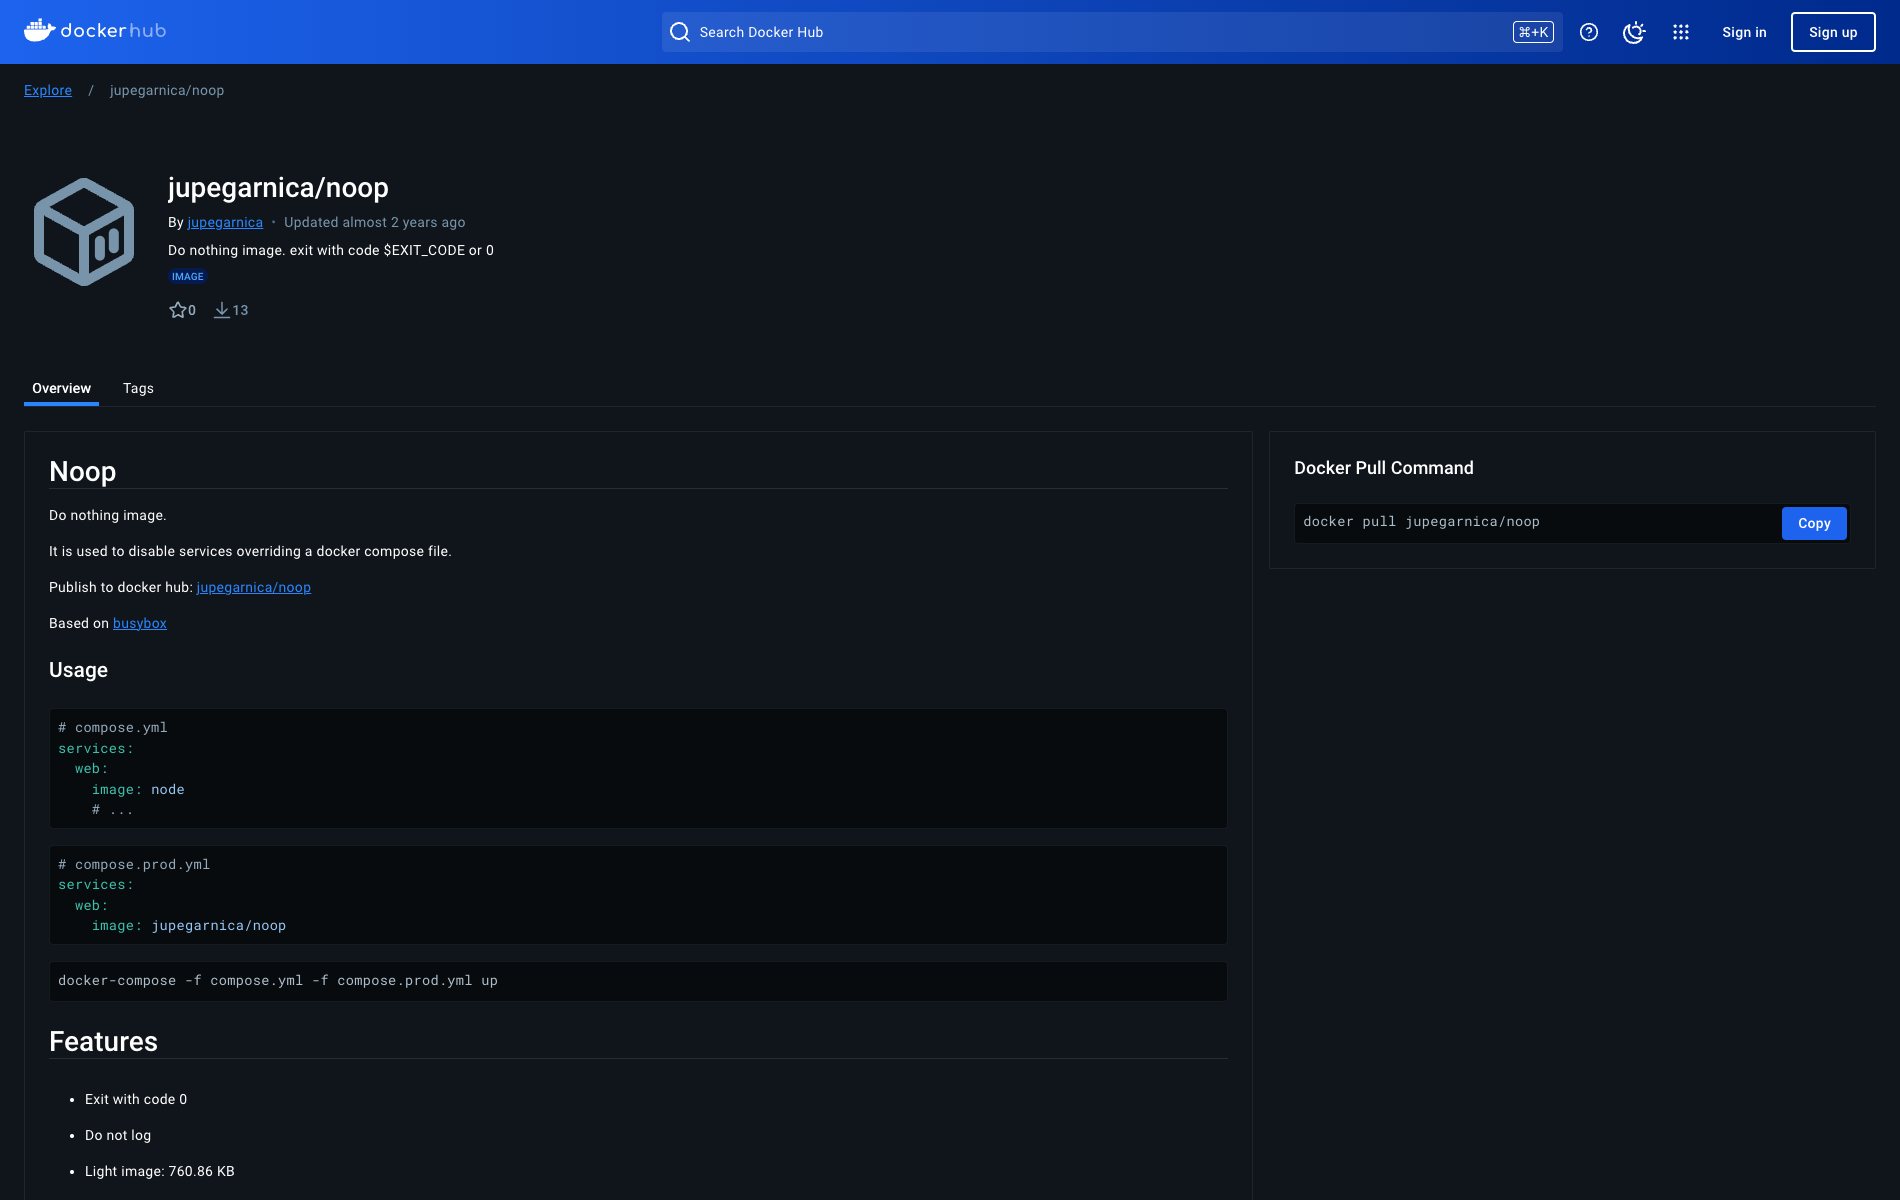 dockerhub
Search Docker Hub
⌘+K
Sign in
Sign up
Explore / jupegarnica/noop
jupegarnica/noop
By jupegarnica • Updated almost 2 years ago
Do nothing image. exit with code $EXIT_CODE or 0
IMAGE
0 13
Overview
Tags
Noop
Do nothing image.
It is used to disable services overriding a docker compose file.
Publish to docker hub: jupegarnica/noop
Based on busybox
Usage
# compose.yml
services:
  web:
    image: node
    # ...
# compose.prod.yml
services:
  web:
    image: jupegarnica/noop
docker-compose -f compose.yml -f compose.prod.yml up
Features
• Exit with code 0
• Do not log
• Light image: 760.86 KB
Docker Pull Command
docker pull jupegarnica/noop
Copy